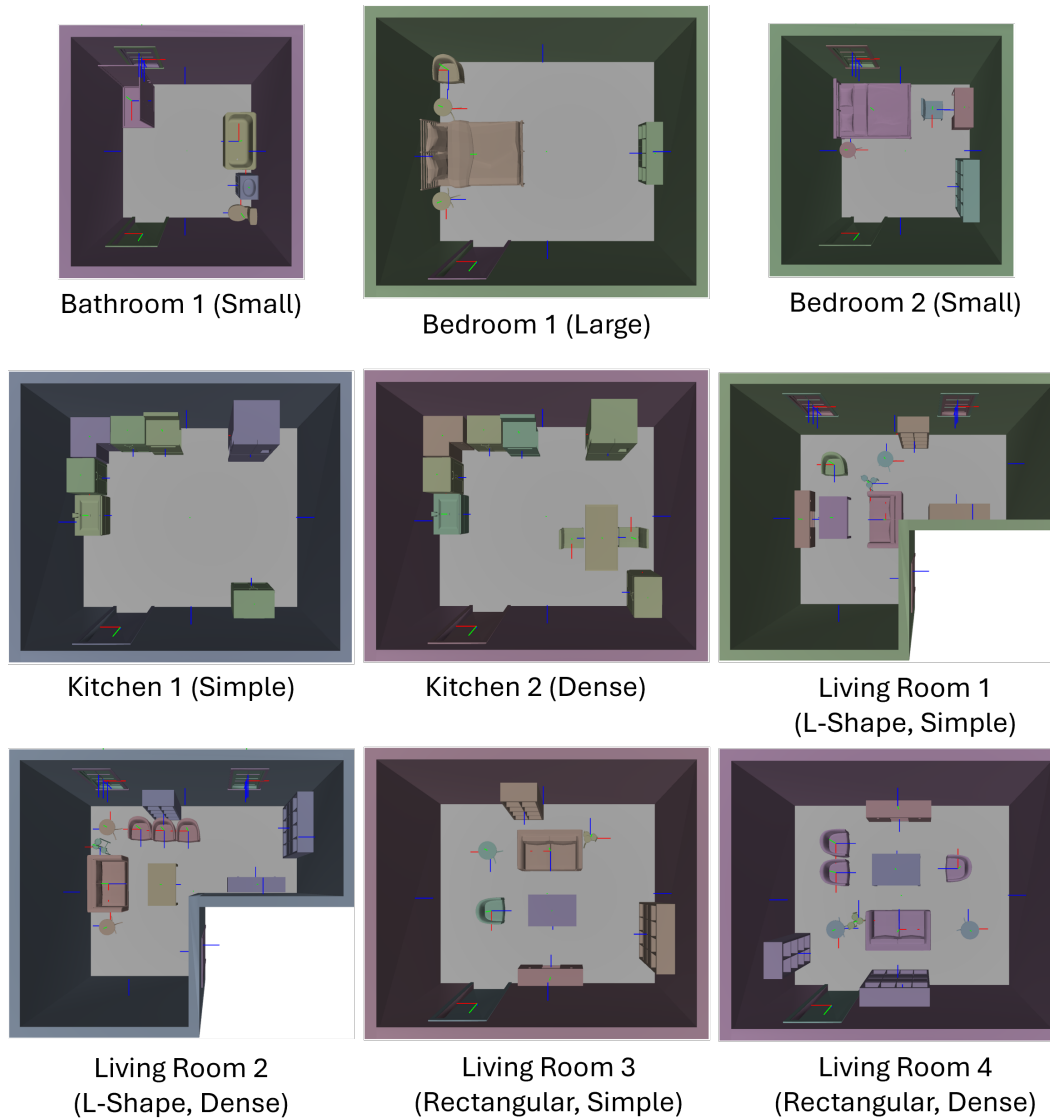 Bathroom 1 (Small)
Bedroom 1 (Large)
Bedroom 2 (Small)
Kitchen 1 (Simple)
Kitchen 2 (Dense)
Living Room 1
(L-Shape, Simple)
Living Room 2
(L-Shape, Dense)
Living Room 3
(Rectangular, Simple)
Living Room 4
(Rectangular, Dense)